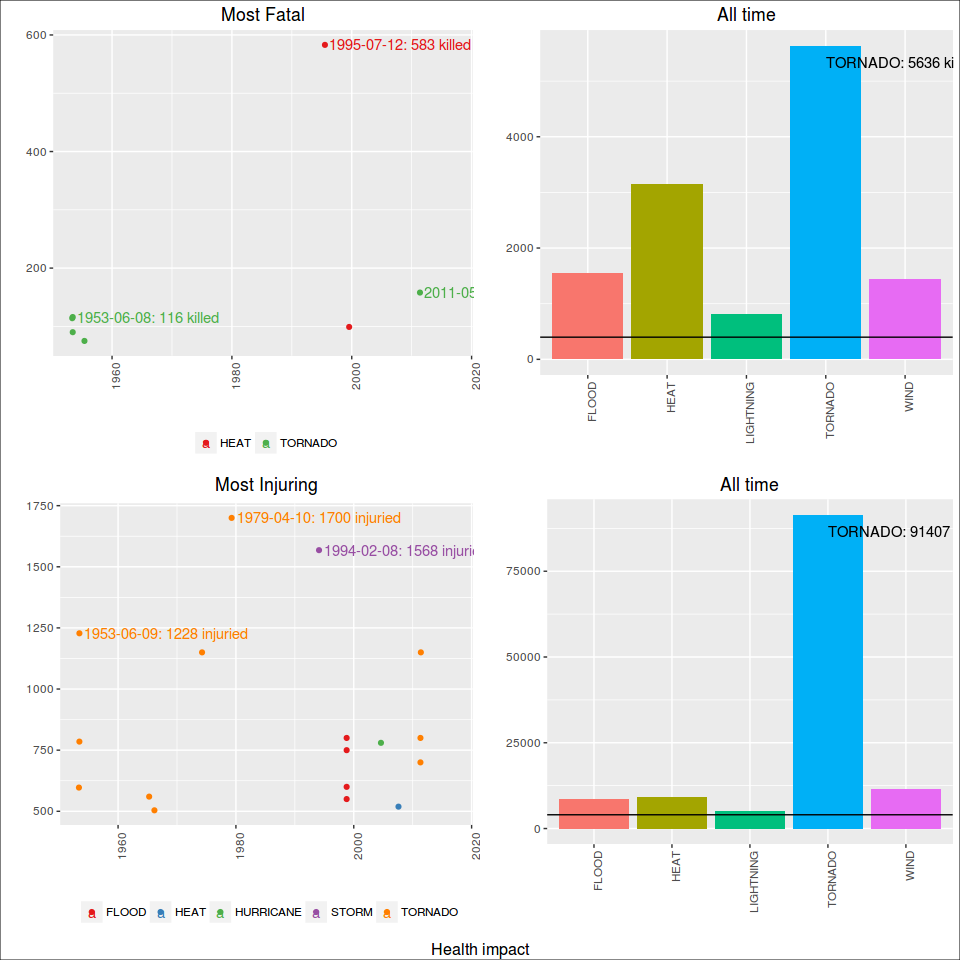 Most Fatal
600
400
200
1995-07-12: 583 killed
2011-05
1953-06-08: 116 killed
1960
1980
2000
2020
HEAT TORNADO
All time
4000
2000
0
TORNADO: 5636 ki
FLOOD
HEAT
LIGHTNING
TORNADO
WIND
Most Injuring
1750
1500
1250
1000
750
500
1979-04-10: 1700 injuried
1994-02-08: 1568 injuri
1953-06-09: 1228 injuried
1960
1980
2000
2020
FLOOD HEAT HURRICANE STORM TORNADO
All time
75000
50000
25000
0
TORNADO: 91407
FLOOD
HEAT
LIGHTNING
TORNADO
WIND
Health impact